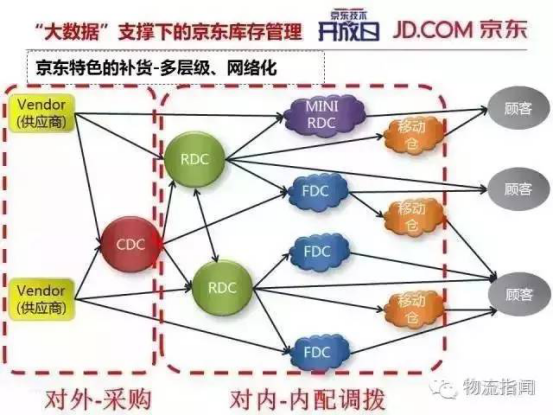 “大数据”支撑下的京东库存管理
京东技术
开放日
JD.COM 京东
京东特色的补货-多层级、网络化
Vendor
(供应商)
MINI
RDC
顾客
移动
仓
RDC
FDC
顾客
CDC
移动
仓
FDC
Vendor
(供应商)
RDC
顾客
移动
仓
FDC
对外-采购
对内-内配调拨
物流指闻